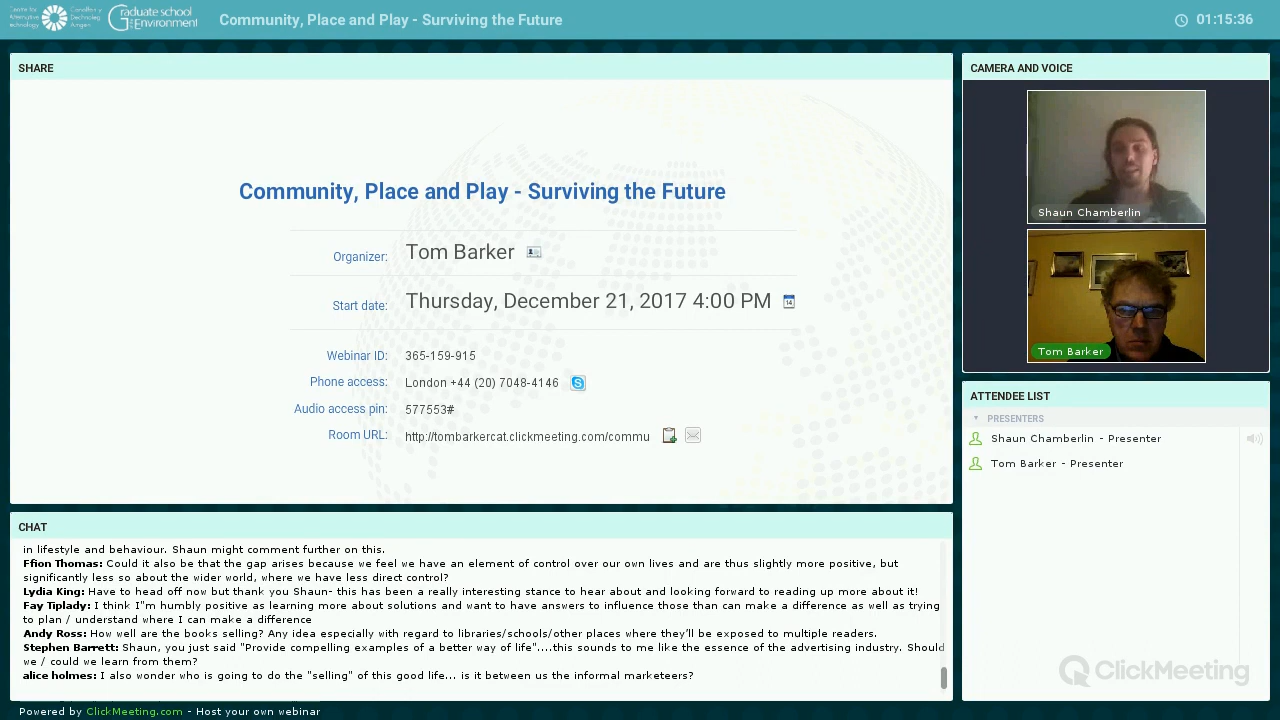 Centre for
Alternative
Technology
Canolfan y
Dechnoleg
Amgen
Graduate school
of the
Environment
Community, Place and Play - Surviving the Future
01:15:36
SHARE
Community, Place and Play - Surviving the Future
Organizer: Tom Barker
Start date: Thursday, December 21, 2017 4:00 PM
14
Webinar ID: 365-159-915
Phone access: London +44 (20) 7048-4146
Audio access pin: 577553#
Room URL: http://tombarkercat.clickmeeting.com/commu
CAMERA AND VOICE
Shaun Chamberlin
Tom Barker
ATTENDEE LIST
PRESENTERS
Shaun Chamberlin - Presenter
Tom Barker - Presenter
ClickMeeting
CHAT
in lifestyle and behaviour. Shaun might comment further on this.
Ffion Thomas: Could it also be that the gap arises because we feel we have an element of control over our own lives and are thus slightly more positive, but
significantly less so about the wider world, where we have less direct control?
Lydia King: Have to head off now but thank you Shaun- this has been a really interesting stance to hear about and looking forward to reading up more about it!
Fay Tiplady: I think I"m humbly positive as learning more about solutions and want to have answers to influence those than can make a difference as well as trying
to plan / understand where I can make a difference
Andy Ross: How well are the books selling? Any idea especially with regard to libraries/schools/other places where they'll be exposed to multiple readers.
Stephen Barrett: Shaun, you just said "Provide compelling examples of a better way of life"....this sounds to me like the essence of the advertising industry. Should
we / could we learn from them?
alice holmes: I also wonder who is going to do the "selling" of this good life... is it between us the informal marketeers?
Powered by ClickMeeting.com - Host your own webinar